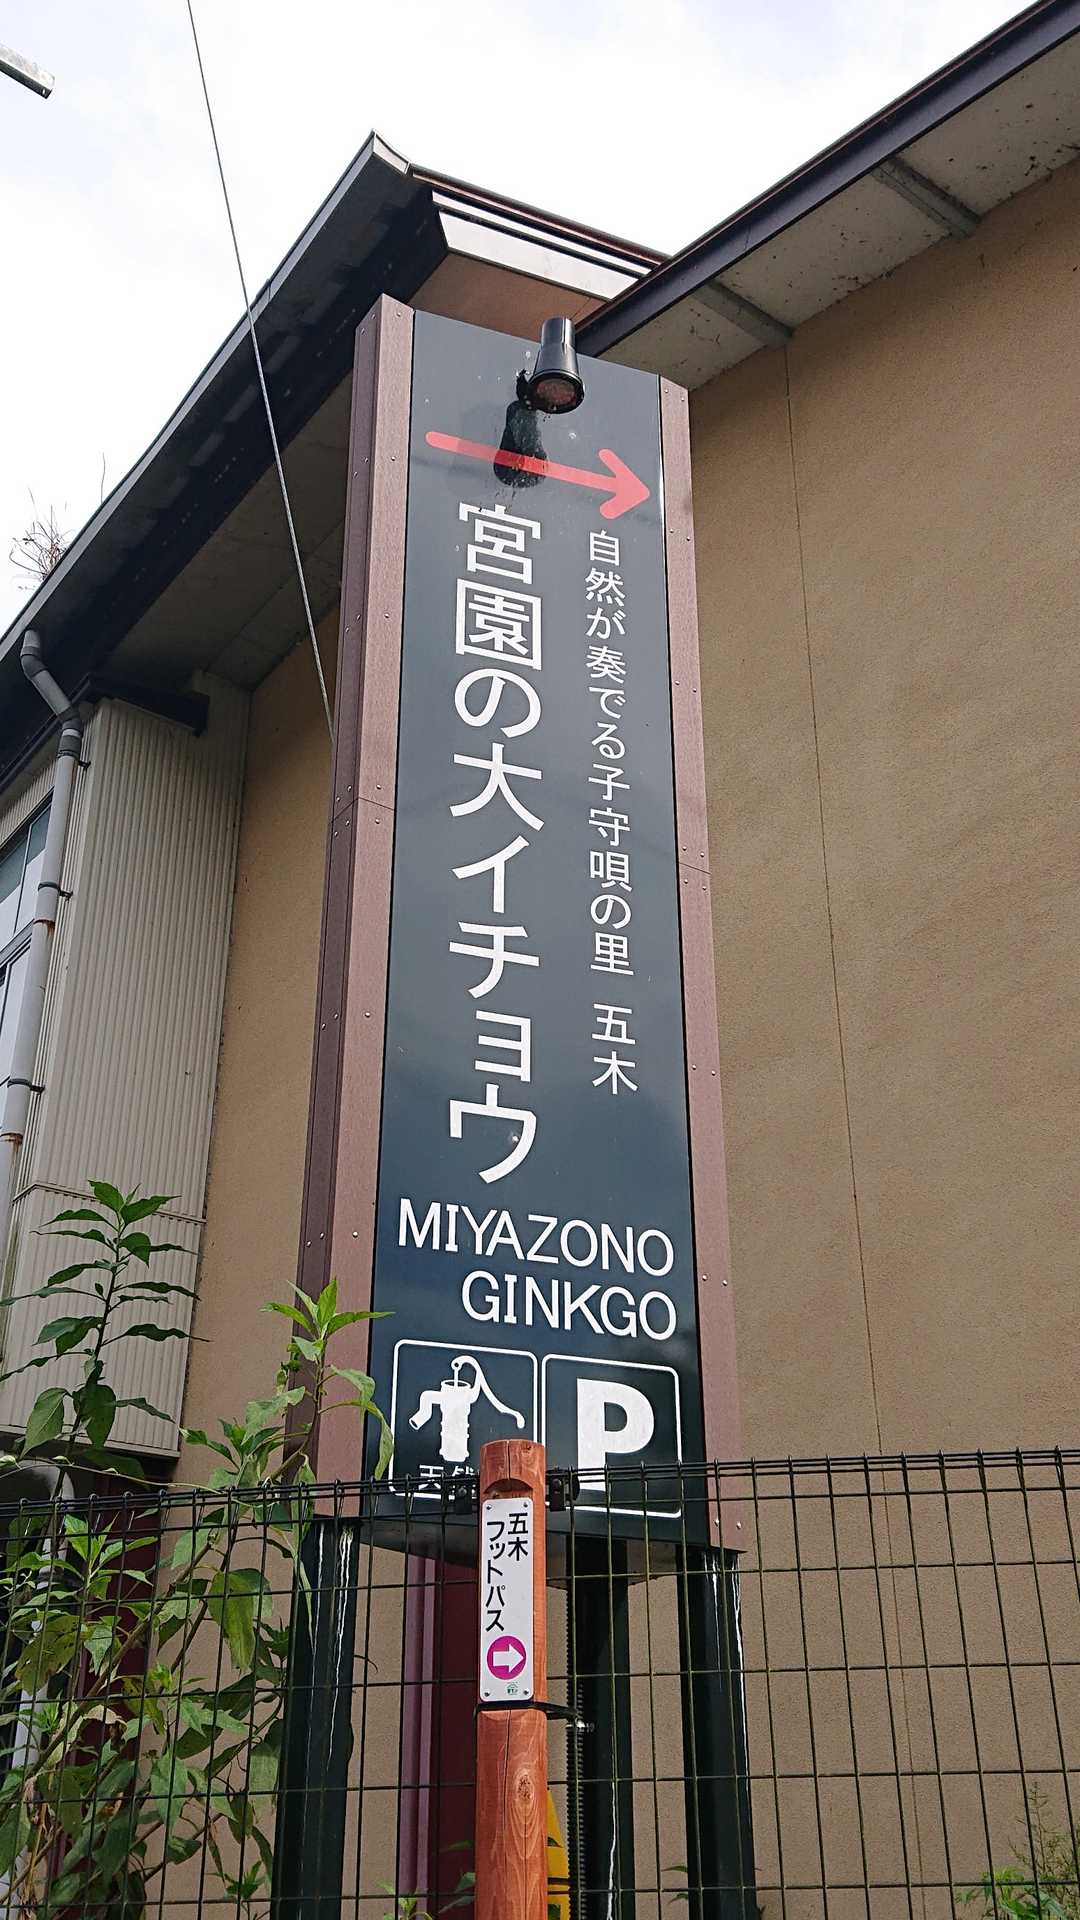 自然が奏でる子守唄の里 五木
宮園の大イチョウ
MIYAZONO
GINKGO
P
五木
フットパス